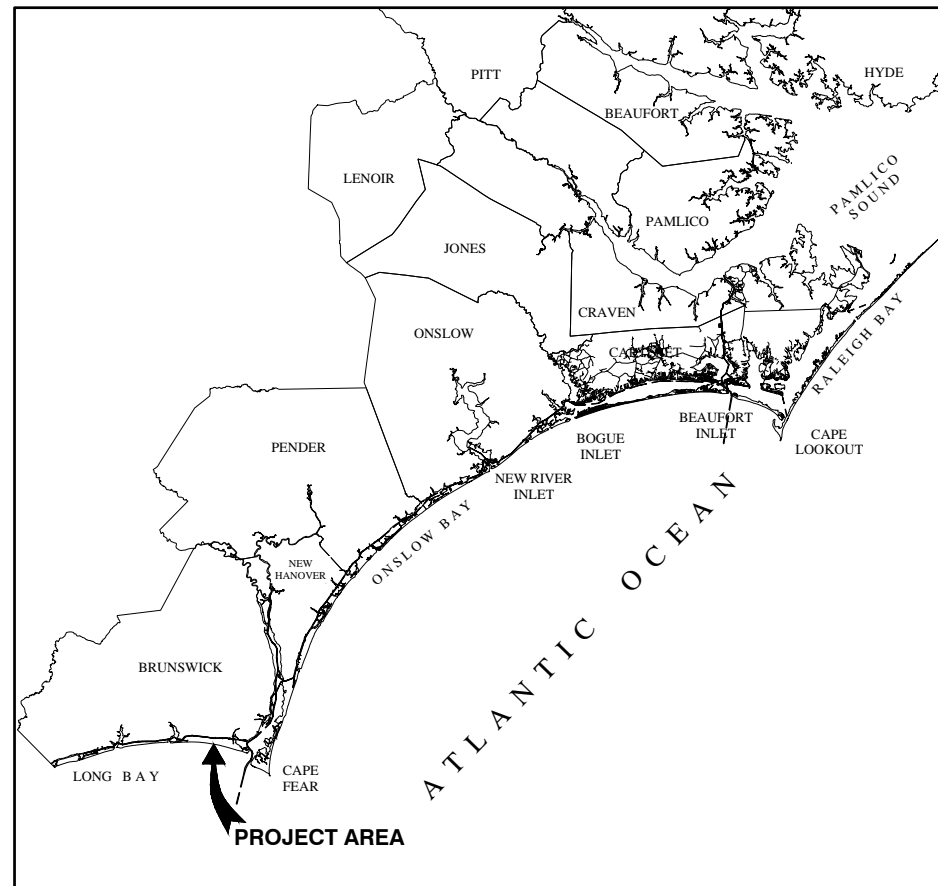 HYDE
PITT
BEAUFORT
LENOIR
PAMLICO
SOUND
PAMLICO
JONES
CRAVEN
ONSLOW
CARTERET
RALEIGH BAY
BEAUFORT
INLET
BOGUE
INLET
CAPE
LOOKOUT
PENDER
NEW RIVER
INLET
ONSLOW BAY
NEW
HANOVER
ATLANTIC OCEAN
BRUNSWICK
LONG BAY
CAPE
FEAR
PROJECT AREA